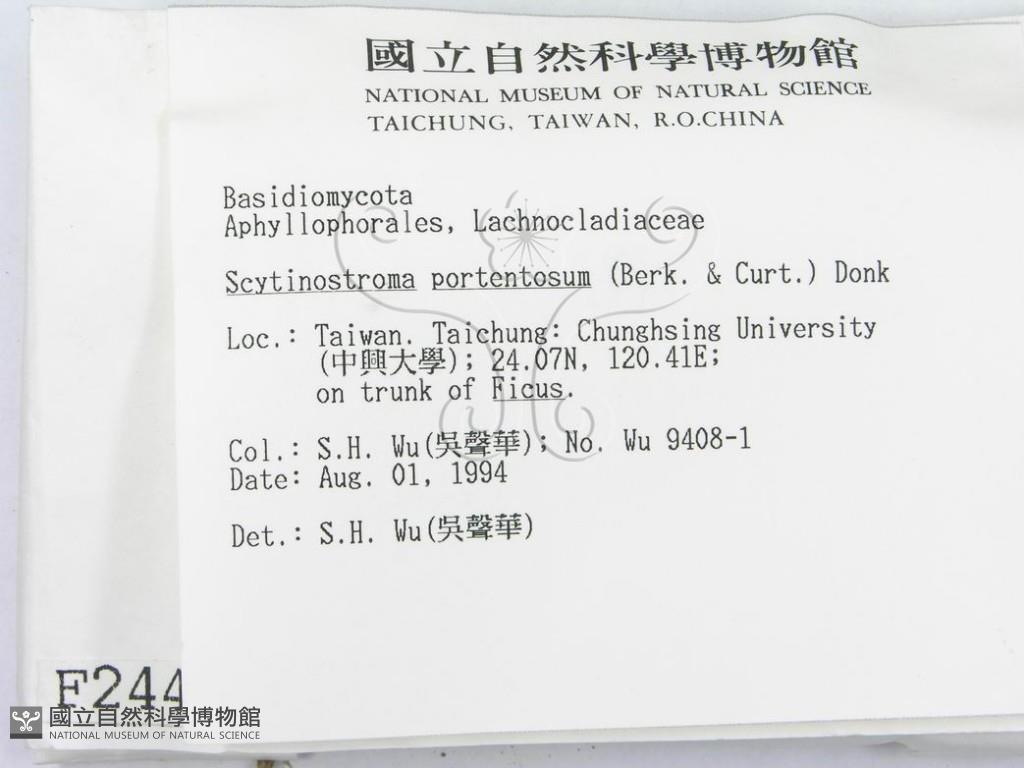 國立自然科學博物館
NATIONAL MUSEUM OF NATURAL SCIENCE
TAICHUNG, TAIWAN, R.O.CHINA
Basidiomycota
Aphyllophorales, Lachnocladiaceae
Scytinostroma portentosum (Berk. & Curt.) Donk
Loc.: Taiwan. Taichung: Chunghsing University
(中興大學); 24.07N, 120.41E;
on trunk of Ficus.
Col.: S.H. Wu(吳聲華); No. Wu 9408-1
Date: Aug. 01, 1994
Det.: S.H. Wu(吳聲華)
F244
國立自然科學博物館
NATIONAL MUSEUM OF NATURAL SCIENCE